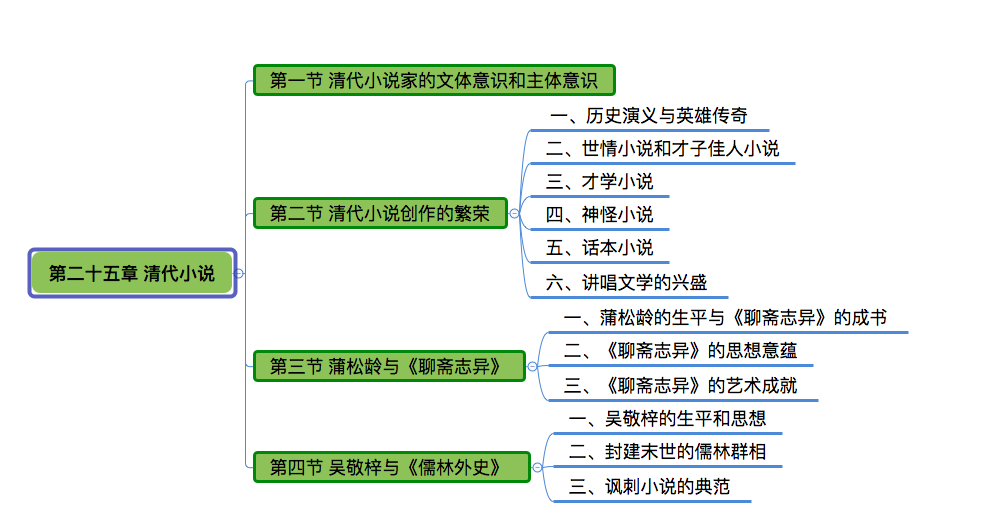 第二十五章 清代小说
第一节 清代小说家的文体意识和主体意识
第二节 清代小说创作的繁荣
一、历史演义与英雄传奇
二、世情小说和才子佳人小说
三、才学小说
四、神怪小说
五、话本小说
六、讲唱文学的兴盛
第三节 蒲松龄与《聊斋志异》
一、蒲松龄的生平与《聊斋志异》的成书
二、《聊斋志异》的思想意蕴
三、《聊斋志异》的艺术成就
第四节 吴敬梓与《儒林外史》
一、吴敬梓的生平和思想
二、封建末世的儒林群相
三、讽刺小说的典范